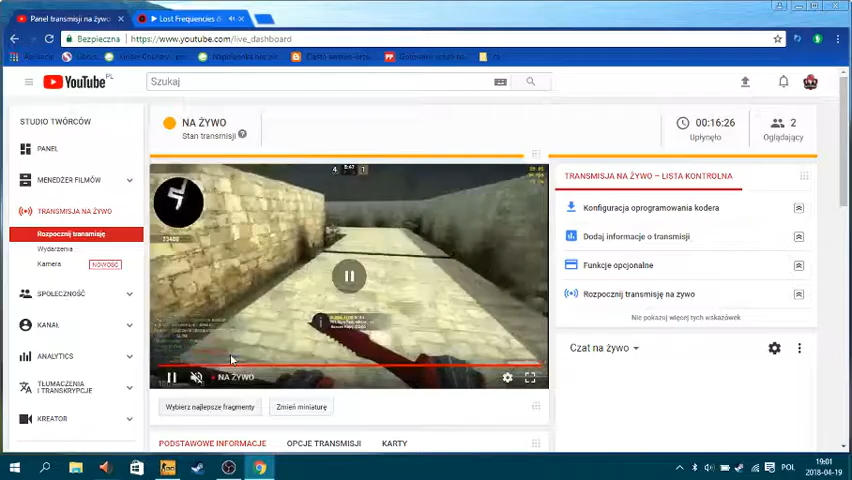 Panel transmisji na żywo
Lost Frequencies
Bezpieczna
https://www.youtube.com/live_dashboard
YouTube PL
Szukaj
STUDIO TWÓRCÓW
PANEL
MENEDŻER FILMÓW
TRANSMISJA NA ŻYWO
Rozpocznij transmisję
Wydarzenia
Kamera
NOWOŚĆ
SPOŁECZNOŚĆ
KANAŁ
ANALYTICS
TŁUMACZENIA
I TRANSKRYPCJE
KREATOR
NA ŻYWO
Stan transmisji
00:16:26
Upłynęło
2
Oglądający
NA ŻYWO
Wybierz najlepsze fragmenty
Zmień miniaturę
PODSTAWOWE INFORMACJE
OPCJE TRANSMISJI
KARTY
TRANSMISJA NA ŻYWO – LISTA KONTROLNA
Konfiguracja oprogramowania kodera
Dodaj informacje o transmisji
Funkcje opcjonalne
Rozpocznij transmisję na żywo
Nie pokazuj więcej tych wskazówek
Czat na żywo
POL
19:01
2018-04-19